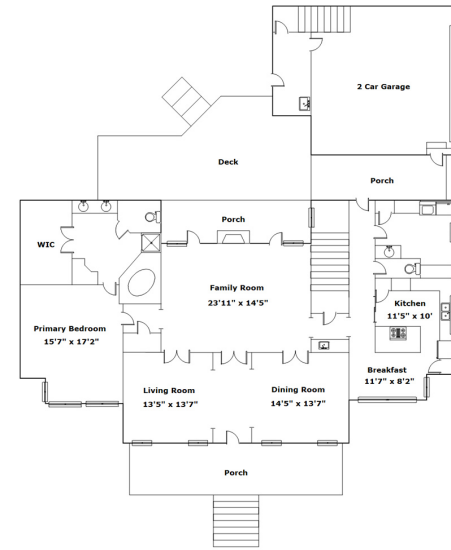 2 Car Garage
Deck
Porch
Porch
WIC
Family Room
23'11" x 14'5"
Kitchen
11'5" x 10'
Primary Bedroom
15'7" x 17'2"
Breakfast
11'7" x 8'2"
Living Room
13'5" x 13'7"
Dining Room
14'5" x 13'7"
Porch